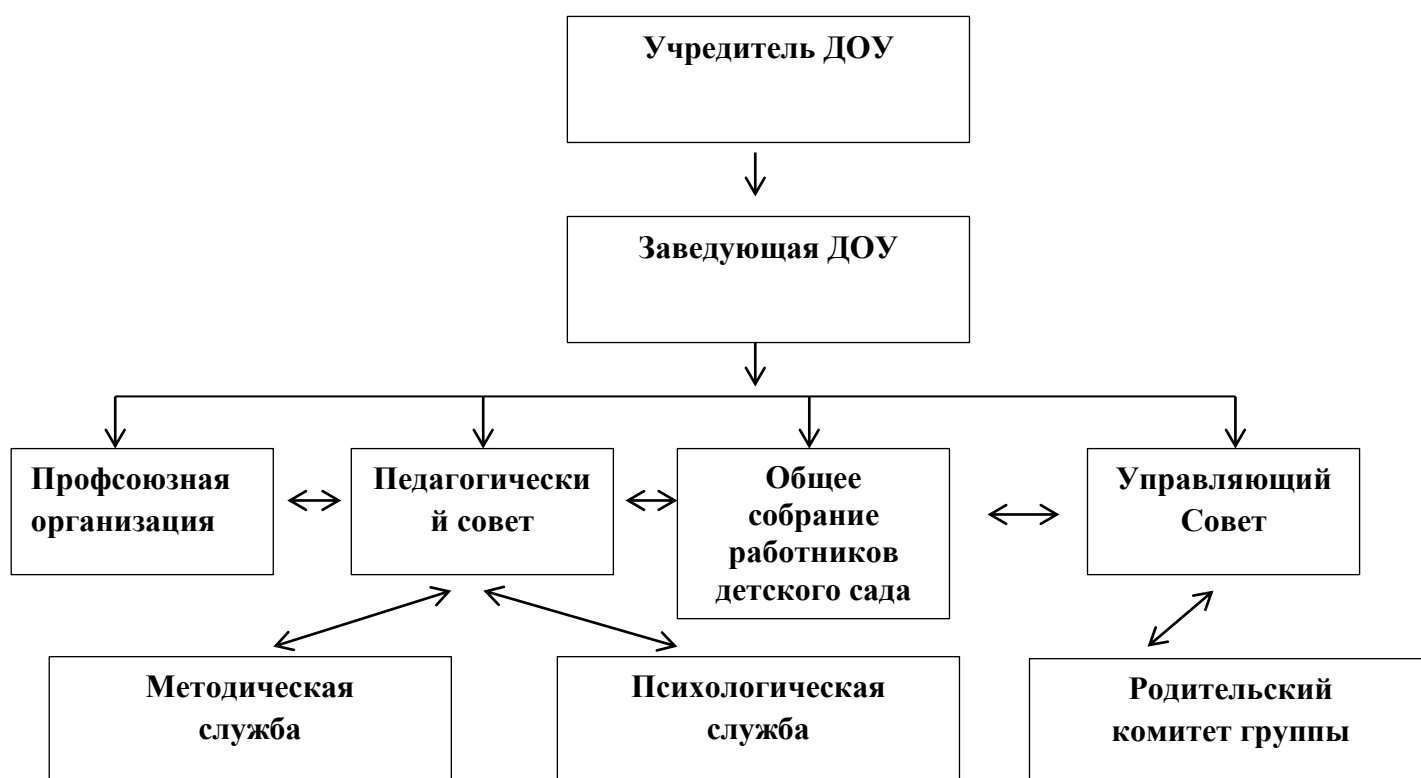 Учредитель ДОУ
Заведующая ДОУ
Профсоюзная
организация
Педагогически
й совет
Общее
собрание
работников
детского сада
Управляющий
Совет
Методическая
служба
Психологическая
служба
Родительский
комитет группы